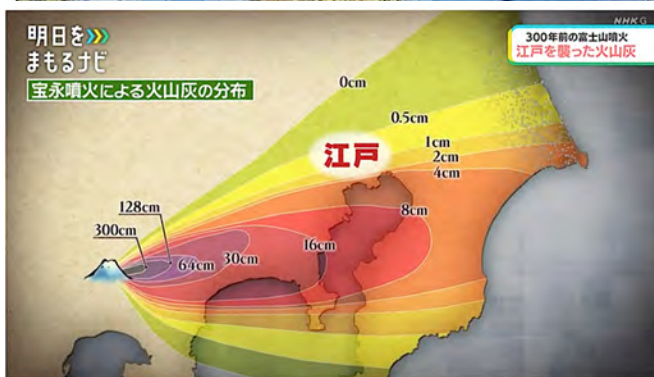 明日を
まもるナビ
宝永噴火による火山灰の分布
NHK G
300年前の富士山噴火
江戸を襲った火山灰
0cm
0.5cm
1cm
2cm
4cm
江戸
8cm
128cm
300cm
64cm
30cm
16cm